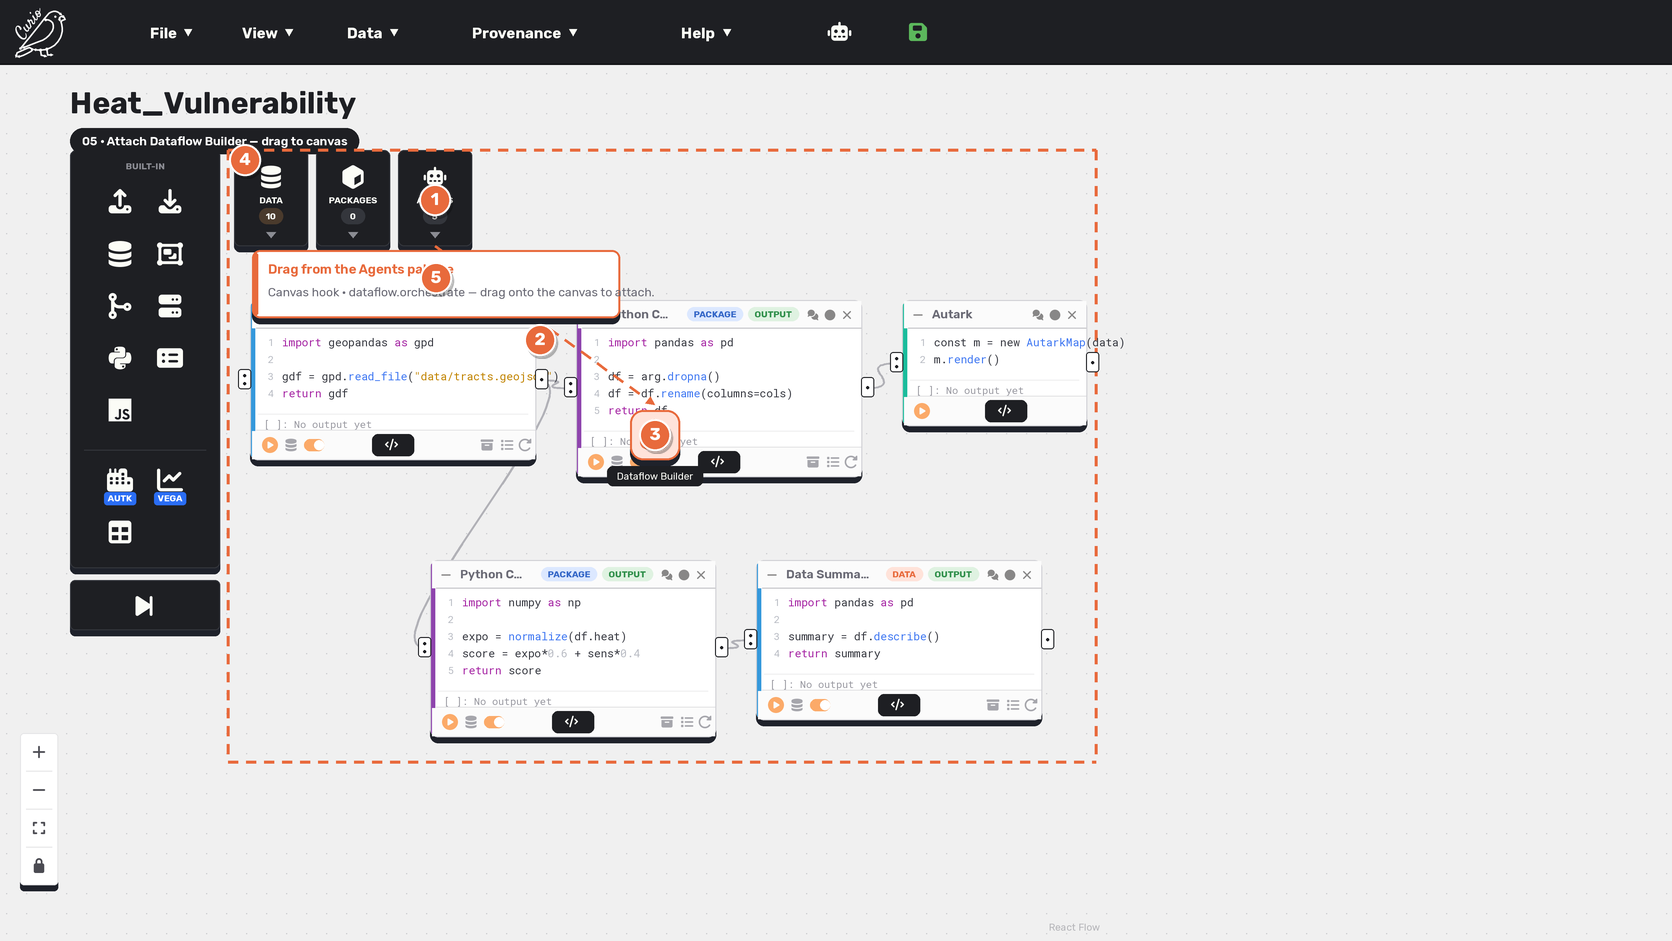 Curio
File ▼
View ▼
Data ▼
Provenance ▼
Help ▼
Heat_Vulnerability
05 • Attach Dataflow Builder — drag to canvas
BUILT-IN
4
DATA
10
PACKAGES
0
1
Drag from the Agents
5
Canvas hook • dataflow.orchestrate — drag onto the canvas to attach.
1 import geopandas as gpd
2
3 gdf = gpd.read_file("data/tracts.geojs
4 return gdf
[ ]: No output yet
</>
2
thon C...
PACKAGE
OUTPUT
1 import pandas as pd
2
3 df = arg.dropna()
4 df = df.rename(columns=cols)
5 return df
[ ]: No output yet
3
</>
Dataflow Builder
Autark
1 const m = new AutarkMap(data)
2 m.render()
[ ]: No output yet
</>
JS
AUTK
VEGA
Python C...
PACKAGE
OUTPUT
1 import numpy as np
2
3 expo = normalize(df.heat)
4 score = expo*0.6 + sens*0.4
5 return score
[ ]: No output yet
</>
Data Summa...
DATA
OUTPUT
1 import pandas as pd
2
3 summary = df.describe()
4 return summary
[ ]: No output yet
</>
React Flow